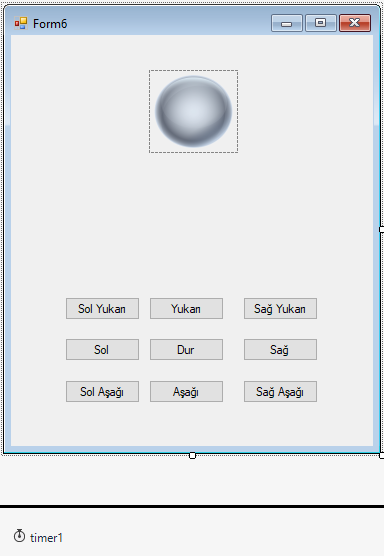 Form6
Sol Yukarı Yukarı Sağ Yukarı
Sol Dur Sağ
Sol Aşağı Aşağı Sağ Aşağı
timer1